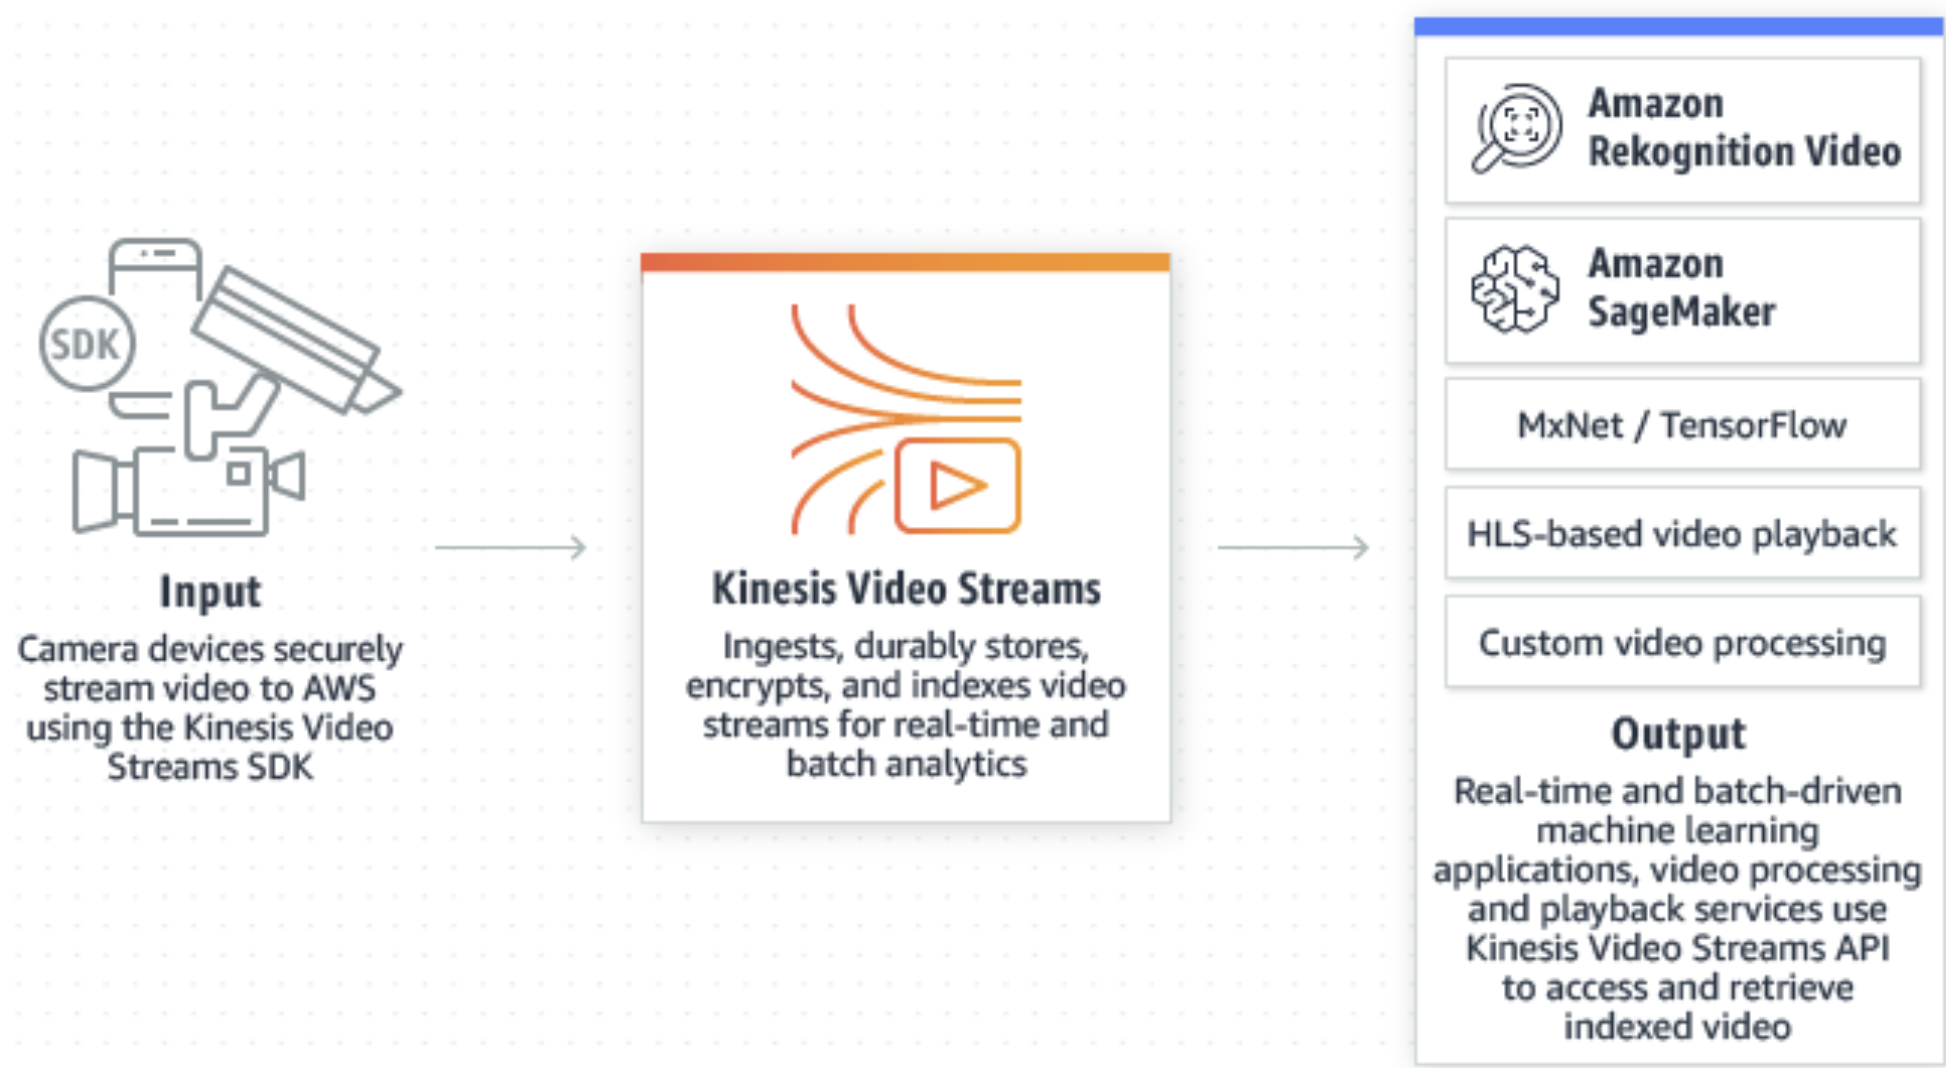 SDK
Input
Camera devices securely
stream video to AWS
using the Kinesis Video
Streams SDK
Kinesis Video Streams
Ingests, durably stores,
encrypts, and indexes video
streams for real-time and
batch analytics
Amazon
Rekognition Video
Amazon
SageMaker
MxNet / TensorFlow
HLS-based video playback
Custom video processing
Output
Real-time and batch-driven
machine learning
applications, video processing
and playback services use
Kinesis Video Streams API
to access and retrieve
indexed video